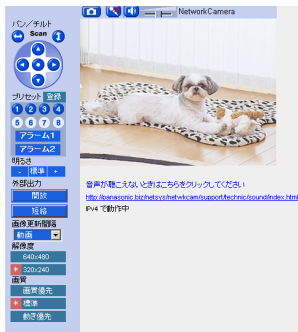 NetworkCamera
パン/チルト
Scan
プリセット 登録
1 2 3 4
5 6 7 8
アラーム1
アラーム2
明るさ
- 標準 +
外部出力
開放
短絡
画像更新間隔
動画
解像度
640x480
* 320x240
画質
画質優先
* 標準
動き優先
音声が聴こえないときはこちらをクリックしてください
http://panasonic.biz/netsys/netwkcam/support/technic/sound/index.html
IPv4 で動作中